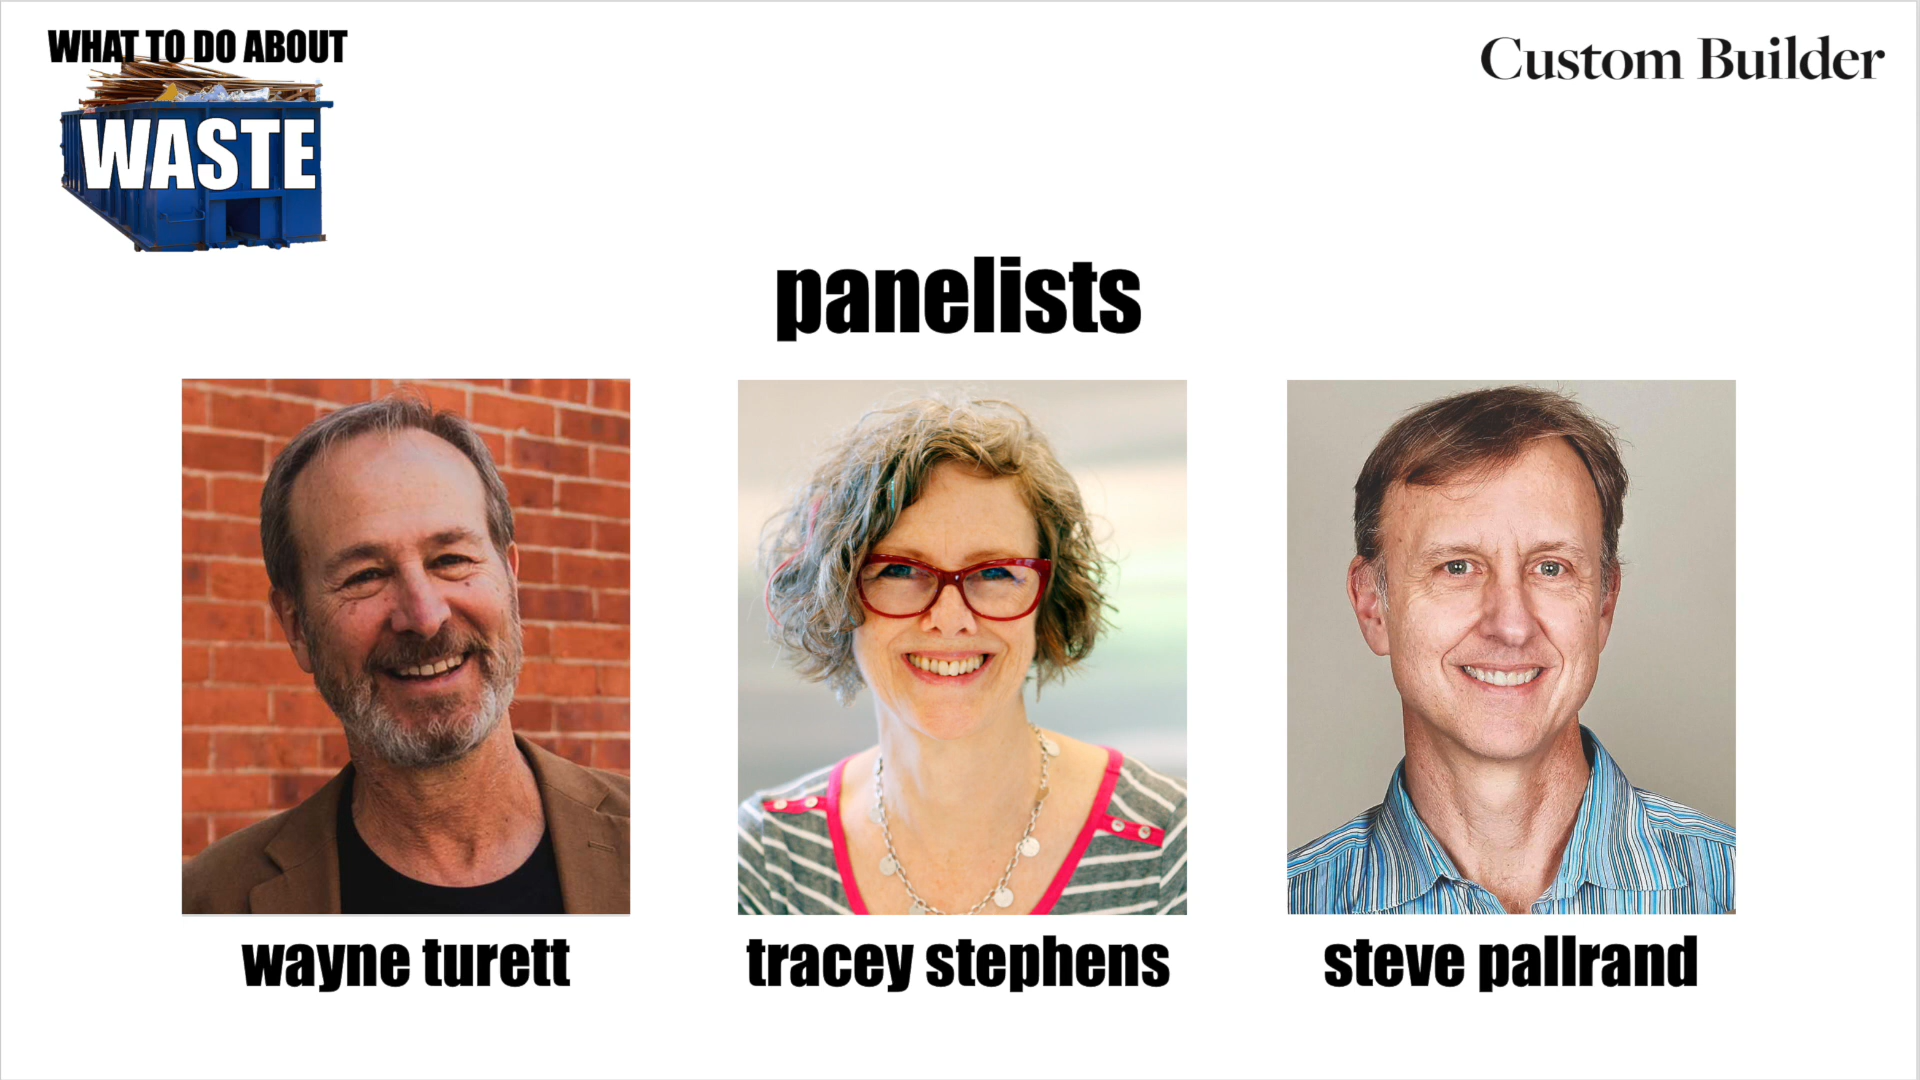 WHAT TO DO ABOUT
WASTE
Custom Builder
panelists
wayne turett
tracey stephens
steve pallrand